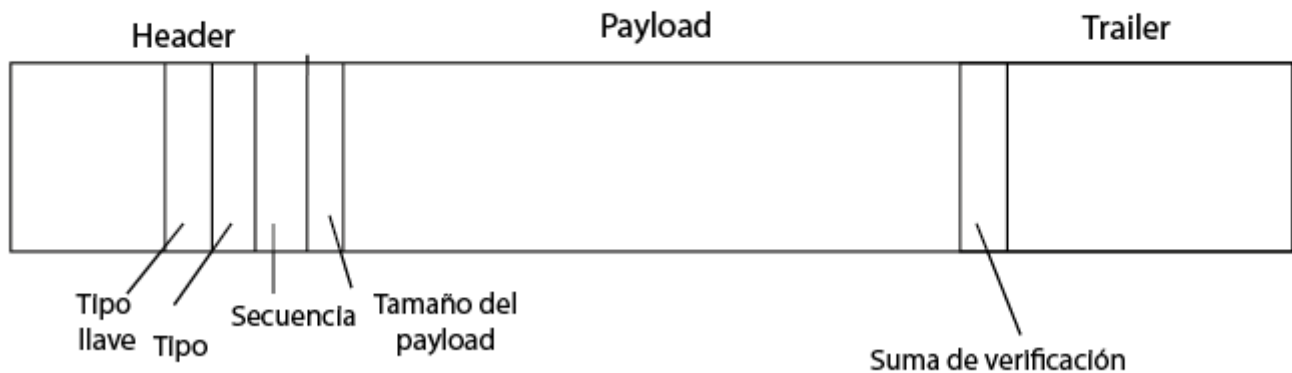 Header
Payload
Trailer
Tipo
llave
Tipo
Secuencia
Tamaño del
payload
Suma de verificación